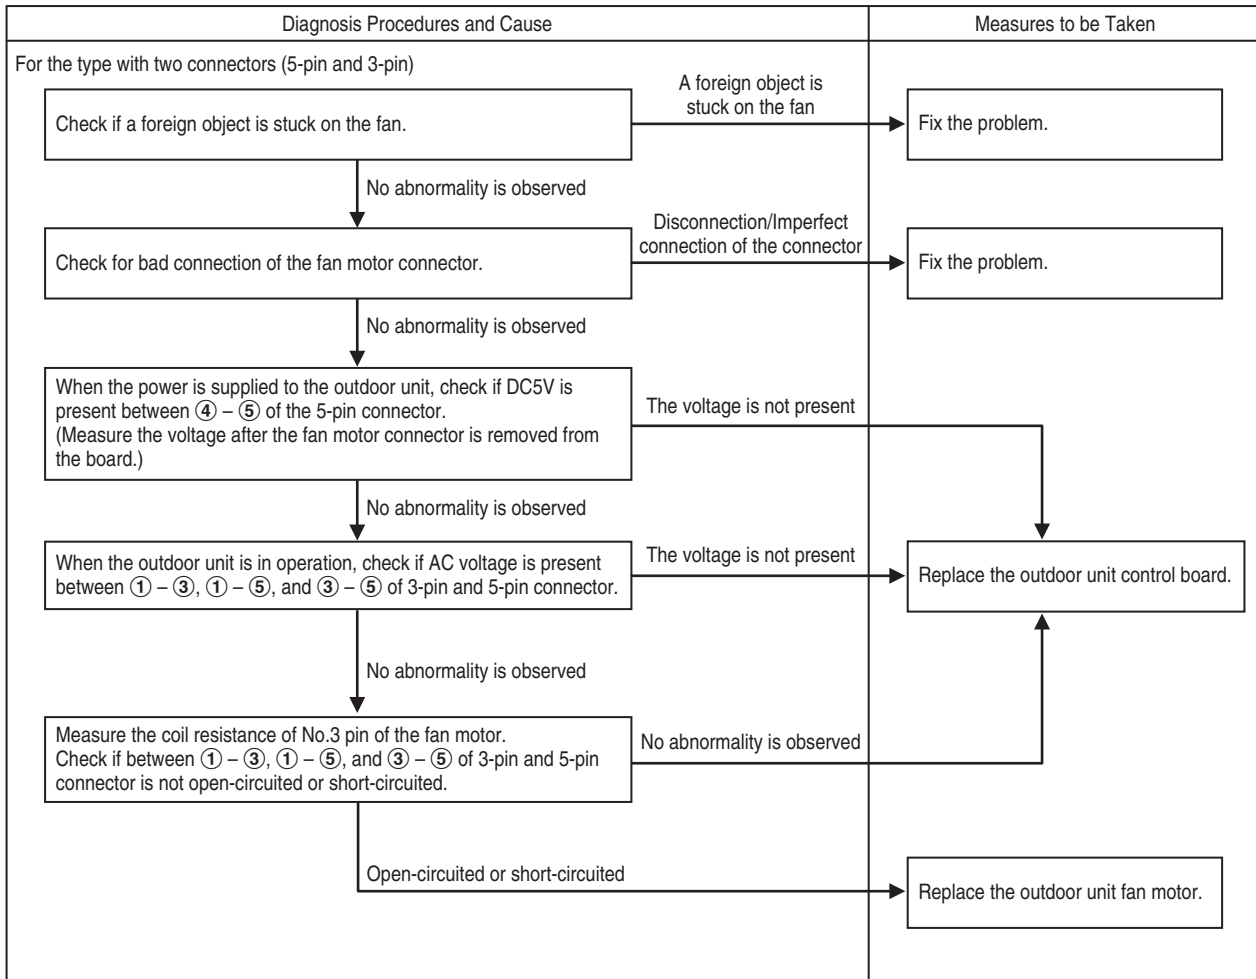 Diagnosis Procedures and Cause
Measures to be Taken
For the type with two connectors (5-pin and 3-pin)
Check if a foreign object is stuck on the fan.
A foreign object is
stuck on the fan
Fix the problem.
No abnormality is observed
Check for bad connection of the fan motor connector.
Disconnection/Imperfect
connection of the connector
Fix the problem.
No abnormality is observed
When the power is supplied to the outdoor unit, check if DC5V is
present between ④ – ⑤ of the 5-pin connector.
(Measure the voltage after the fan motor connector is removed from
the board.)
The voltage is not present
No abnormality is observed
When the outdoor unit is in operation, check if AC voltage is present
between ① – ③, ① – ⑤, and ③ – ⑤ of 3-pin and 5-pin connector.
The voltage is not present
Replace the outdoor unit control board.
No abnormality is observed
Measure the coil resistance of No.3 pin of the fan motor.
Check if between ① – ③, ① – ⑤, and ③ – ⑤ of 3-pin and 5-pin
connector is not open-circuited or short-circuited.
No abnormality is observed
Open-circuited or short-circuited
Replace the outdoor unit fan motor.